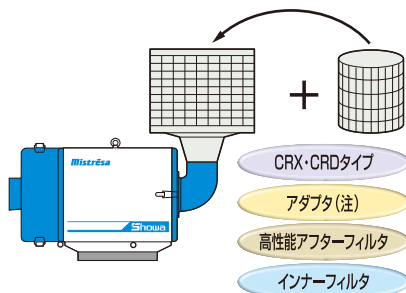 Mistrêsa
Showa
CRX・CRDタイプ
アダプタ(注)
高性能アフターフィルタ
インナーフィルタ